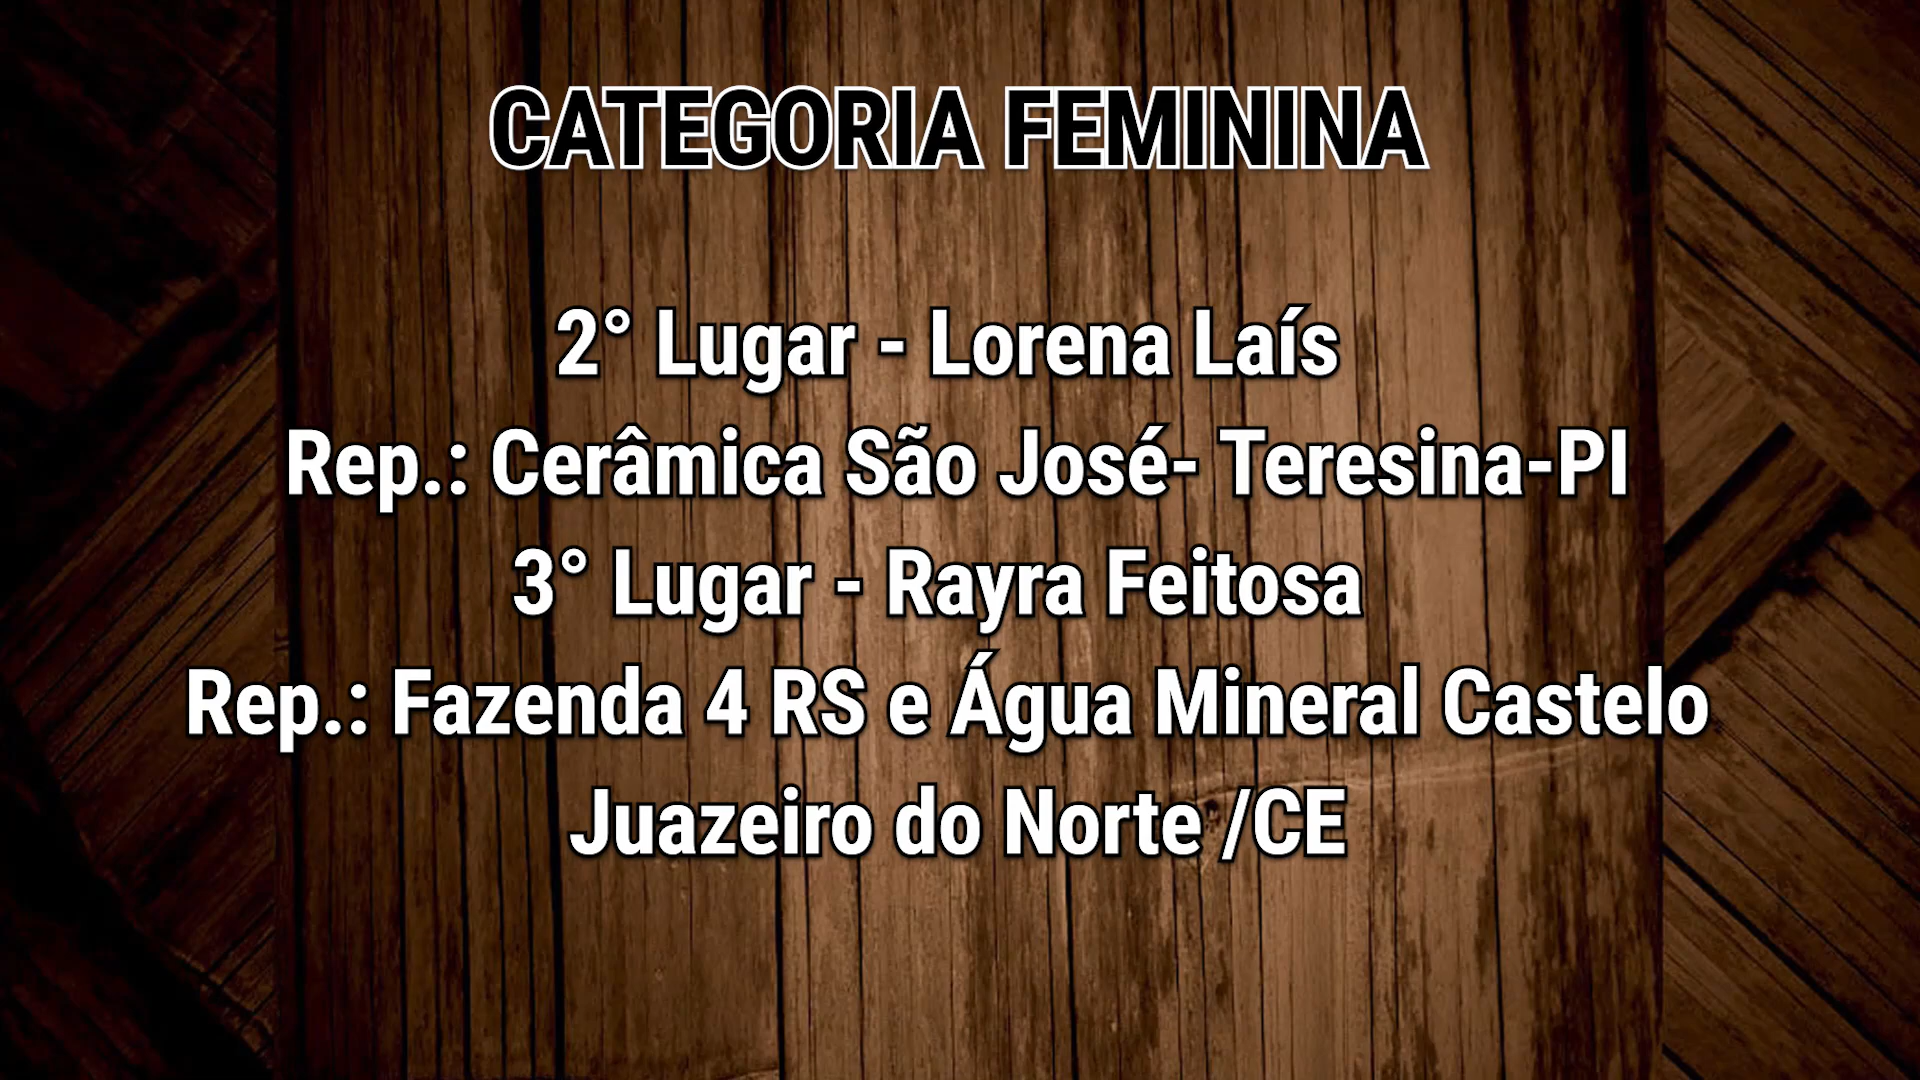 CATEGORIA FEMININA
2° Lugar - Lorena Laís
Rep.: Cerâmica São José- Teresina-PI
3° Lugar - Rayra Feitosa
Rep.: Fazenda 4 RS e Água Mineral Castelo
Juazeiro do Norte /CE